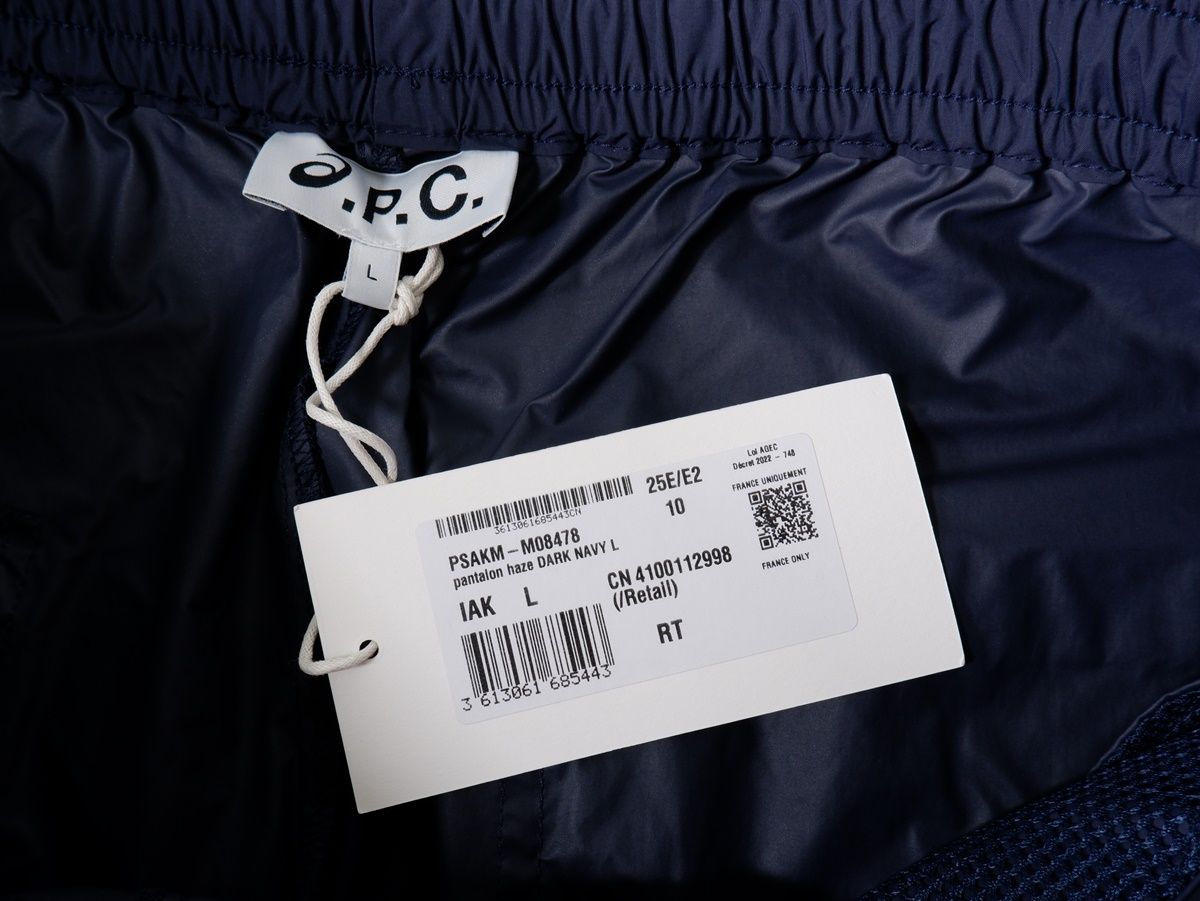 a.P.C.
L
3613061685443CN
25E/E2
10
PSAKM – M08478
pantalon haze DARK NAVY L
IAK L
CN 4100112998
(/Retail)
RT
3 613061 685443
Loi AGEC
Décret 2022 - 748
FRANCE UNIQUEMENT
FRANCE ONLY